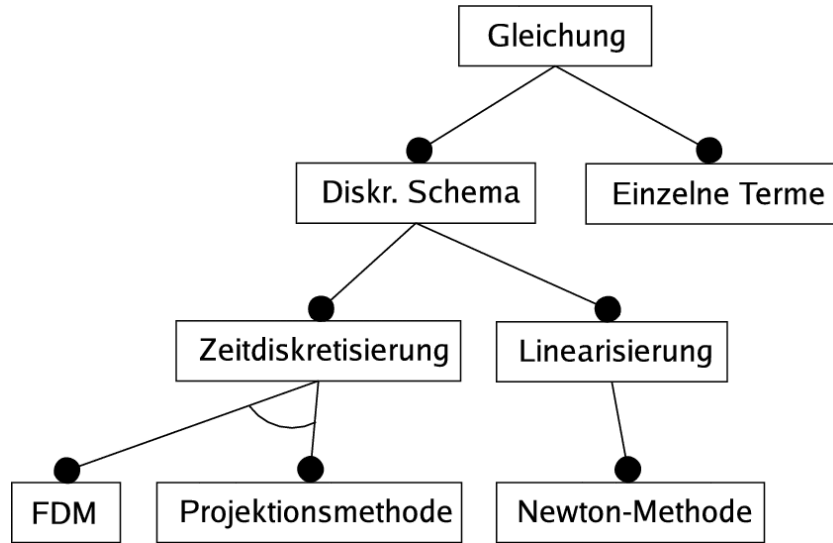 Gleichung
Diskr. Schema
Einzelne Terme
Zeitdiskretisierung
Linearisierung
FDM
Projektionsmethode
Newton-Methode